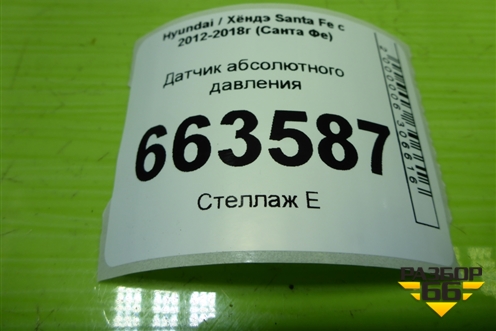 Hyundai / Хёндэ Santa Fe с
2012-2018г (Санта Фе)
Датчик абсолютного
давления
663587
Стеллаж Е
РАЗБОР
66